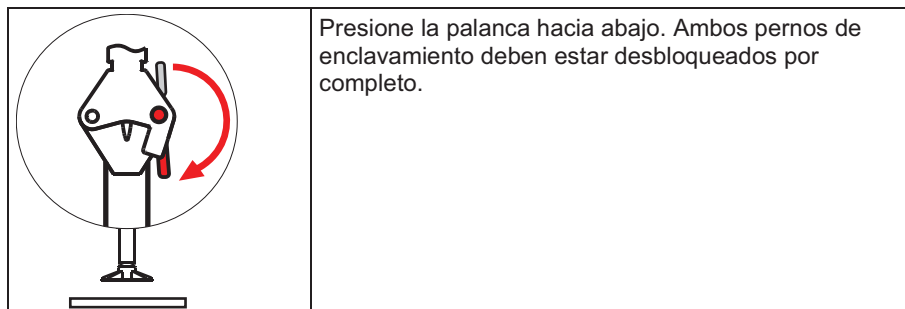 Presione la palanca hacia abajo. Ambos pernos de
enclavamiento deben estar desbloqueados por
completo.